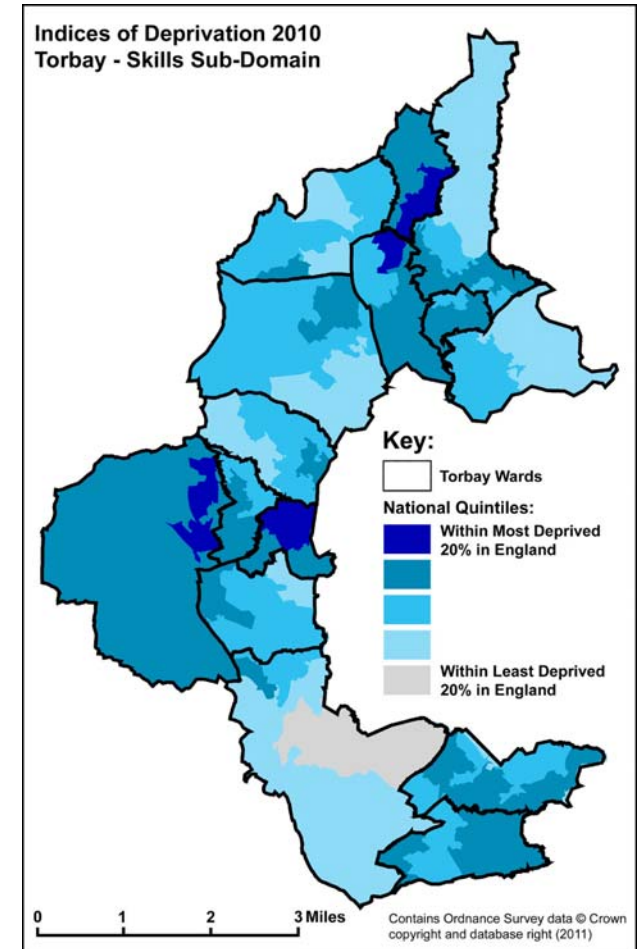 Indices of Deprivation 2010
Torbay - Skills Sub-Domain
Key:
Torbay Wards
National Quintiles:
Within Most Deprived
20% in England
Within Least Deprived
20% in England
0 1 2 3 Miles
Contains Ordnance Survey data © Crown
copyright and database right (2011)